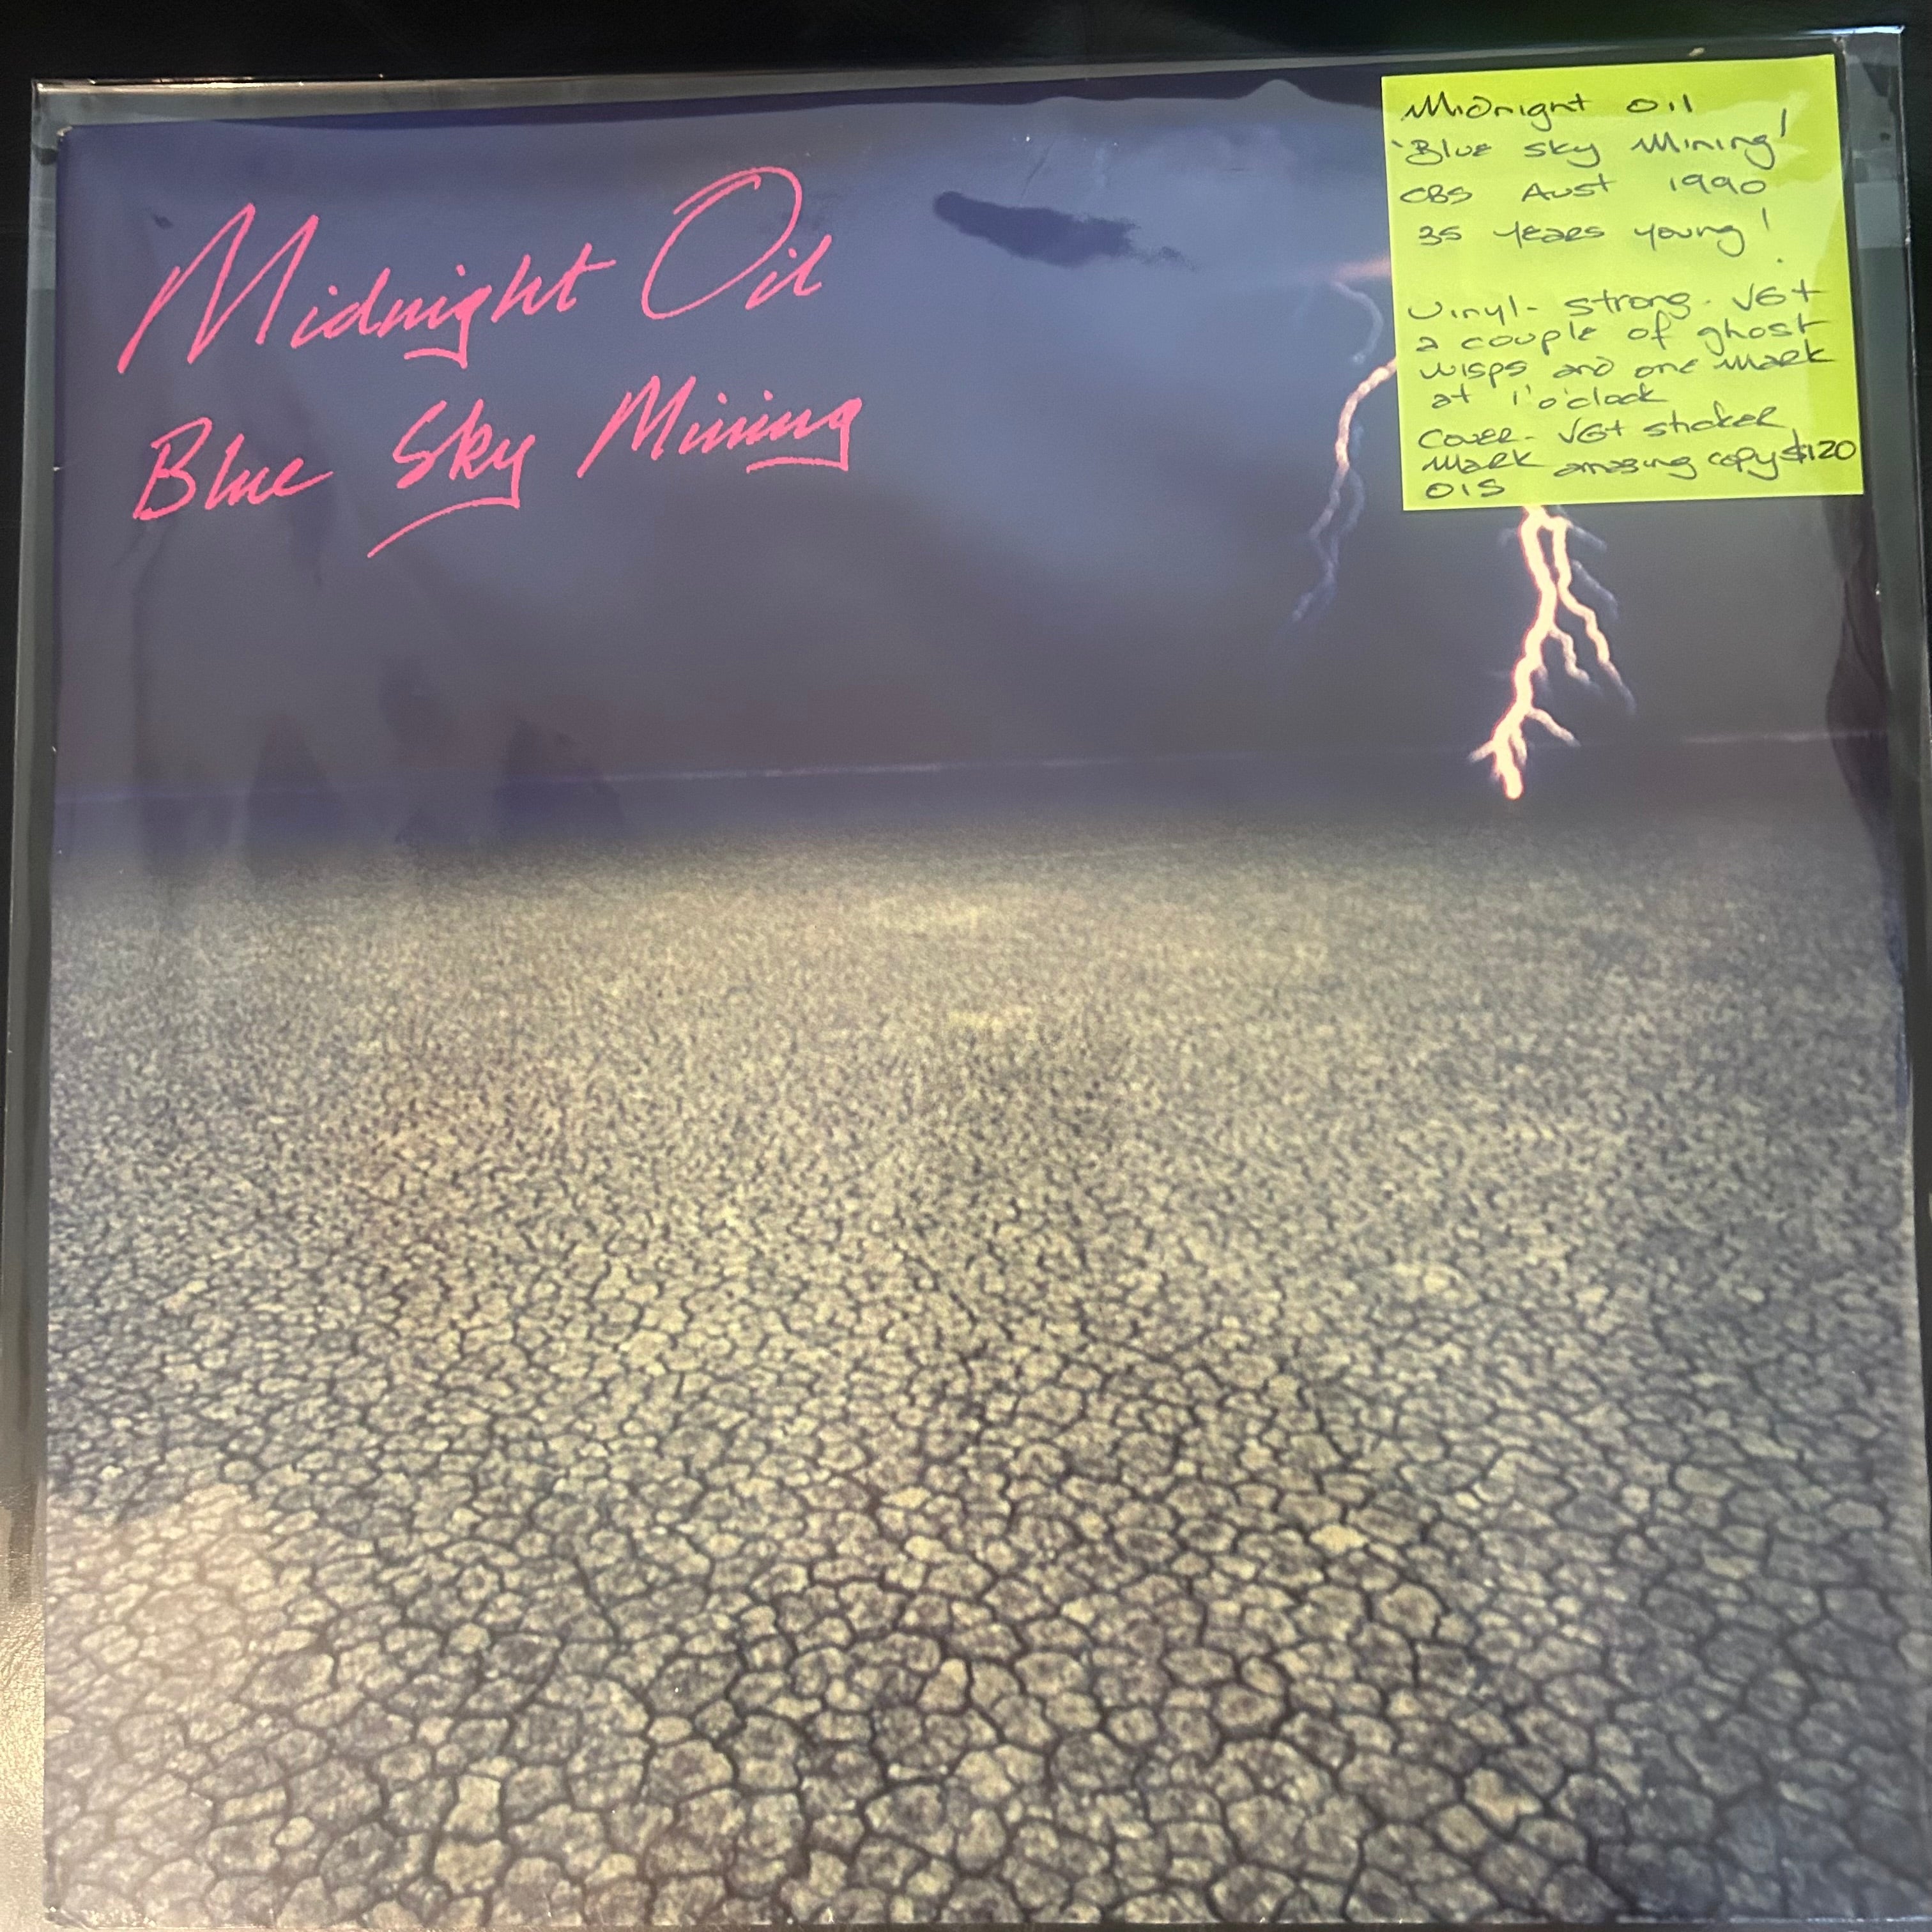 Midnight Oil
Blue Sky Mining
Midnight Oil
'Blue Sky Mining'
CBS Aust 1990
35 years young!
Vinyl- strong. VG+
a couple of ghost
wisps and one mark
at 1 o'clock
Cover- VG+ sticker
mark amazing copy $120
OIS